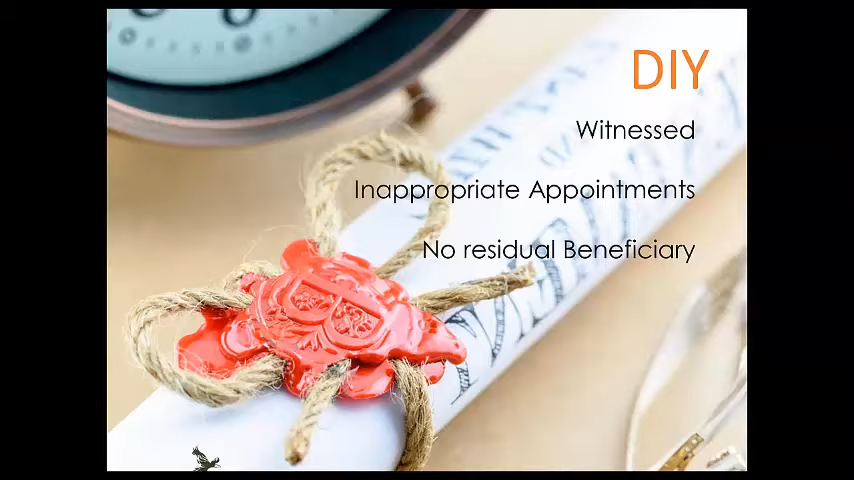 DIY
Witnessed
Inappropriate Appointments
No residual Beneficiary
B